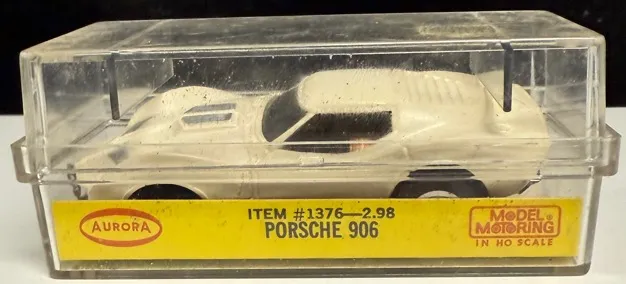 AURORA
ITEM #1376—2.98
PORSCHE 906
MODEL
MOTORING
IN HO SCALE